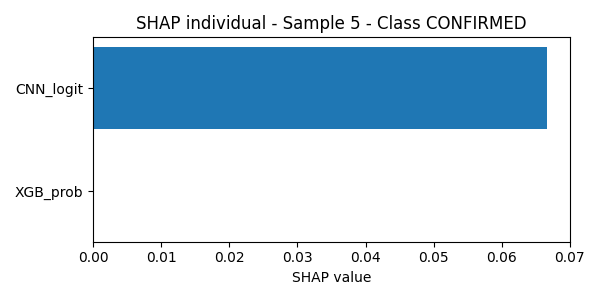 SHAP individual - Sample 5 - Class CONFIRMED
CNN_logit
XGB_prob
0.00 0.01 0.02 0.03 0.04 0.05 0.06 0.07
SHAP value